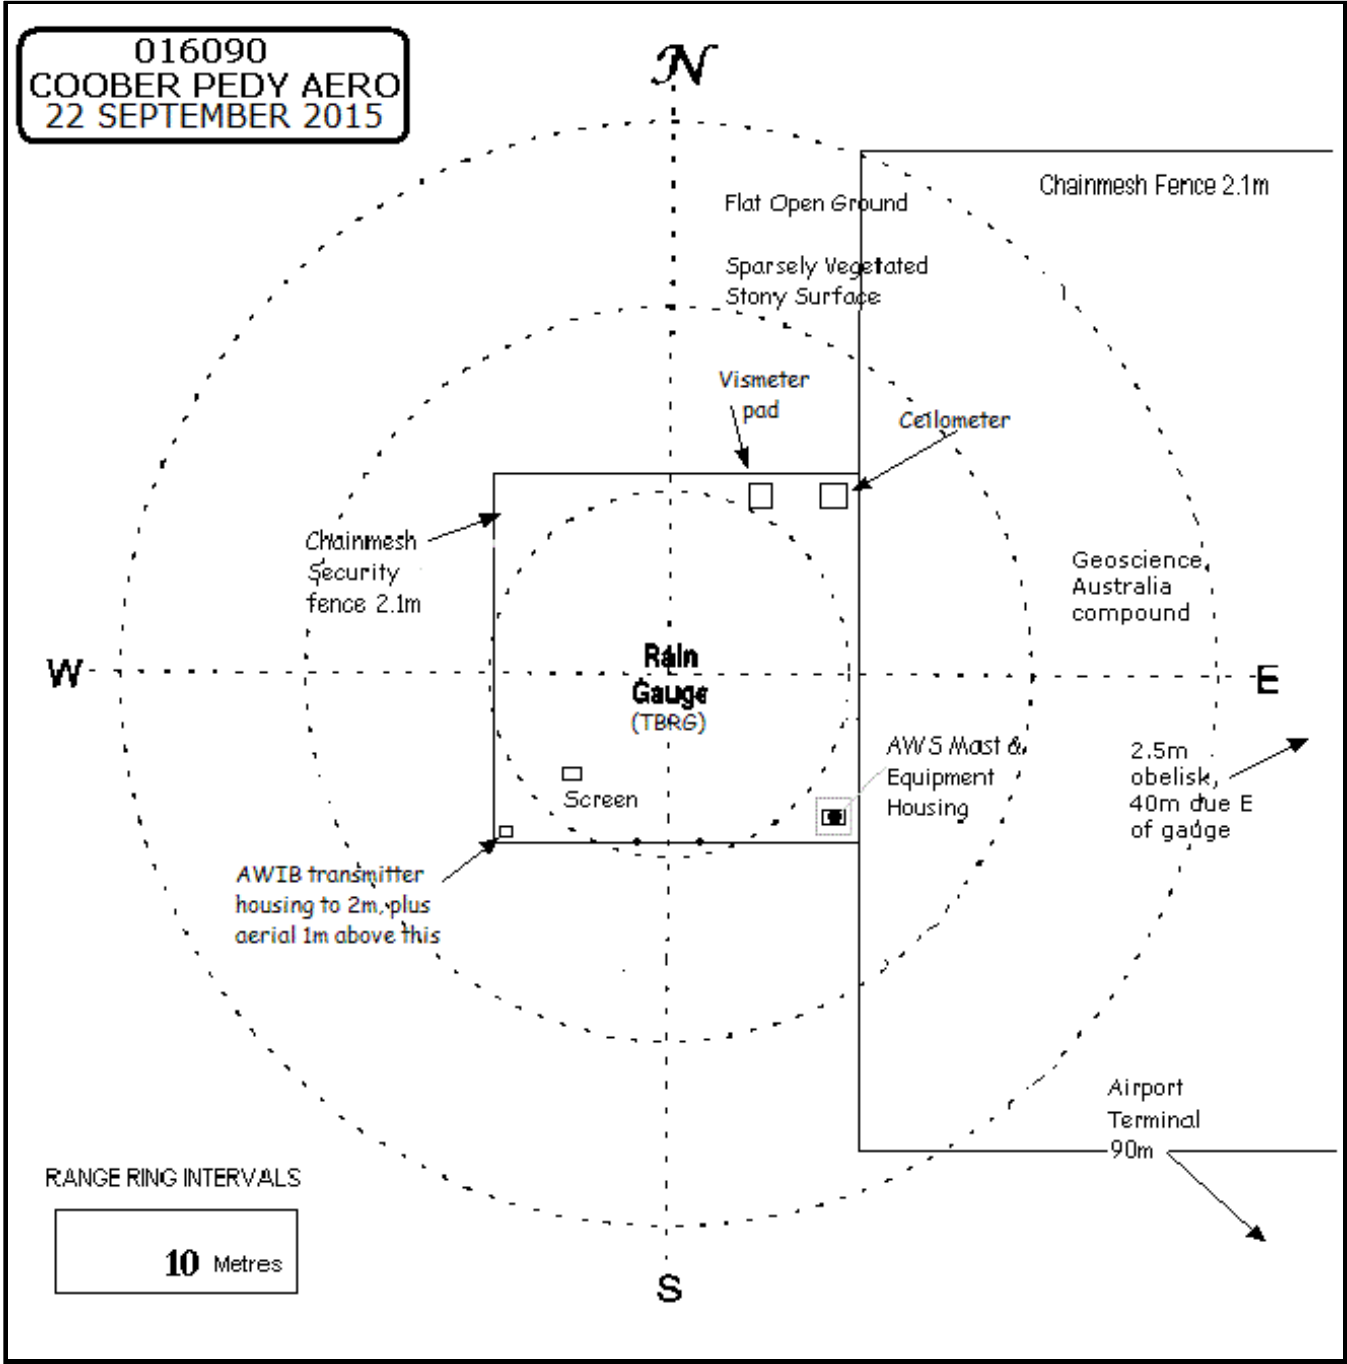 016090
COOBER PEDY AERO
22 SEPTEMBER 2015
N
Chainmesh Fence 2.1m
Flat Open Ground
Sparsely Vegetated
Stony Surface
Vismeter
pad
Ceilometer
Chainmesh
Security
fence 2.1m
Geoscience
Australia
compound
Rain
Gauge
(TBRG)
W
E
AWS Mast &
Equipment
Housing
2.5m
obelisk,
40m due E
of gauge
Screen
AWIB transmitter
housing to 2m, plus
aerial 1m above this
Airport
Terminal
90m
RANGE RING INTERVALS
10 Metres
S